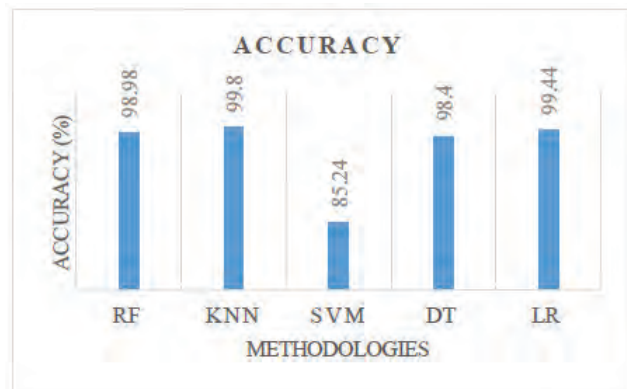 ACCURACY
ACCURACY (%)
98.98
99.8
85.24
98.4
99.44
RF KNN SVM DT LR
METHODOLOGIES